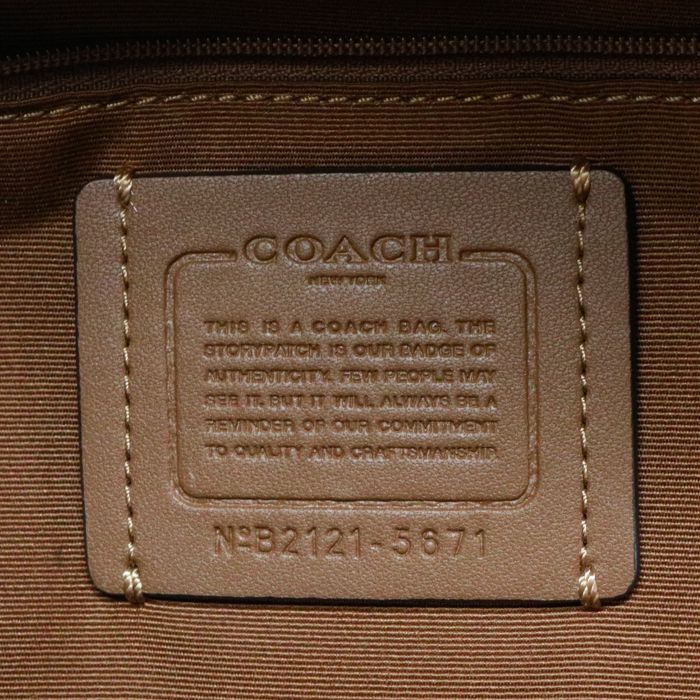 COACH
NEW YORK
THIS IS A COACH BAG. THE
STORYPATCH IS OUR BADGE OF
AUTHENTICITY. FEW PEOPLE MAY
SEE IT. BUT IT WILL ALWAYS BE A
REMINDER OF OUR COMMITMENT
TO QUALITY AND CRAFTSMANSHIP.
NºB2121-5671